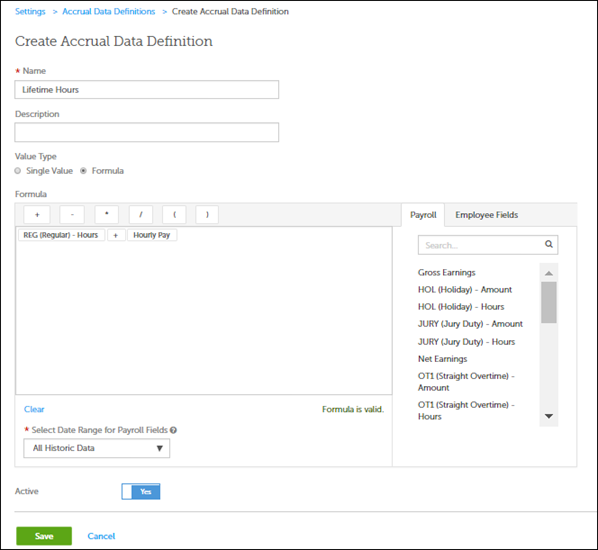 Settings > Accrual Data Definitions > Create Accrual Data Definition
Create Accrual Data Definition
* Name
Lifetime Hours
Description
Value Type
Single Value Formula
Formula
+ - * / ( )
REG (Regular) - Hours + Hourly Pay
Clear
Formula is valid.
* Select Date Range for Payroll Fields ?
All Historic Data
Payroll Employee Fields
Search...
Gross Earnings
HOL (Holiday) - Amount
HOL (Holiday) - Hours
JURY (Jury Duty) - Amount
JURY (Jury Duty) - Hours
Net Earnings
OT1 (Straight Overtime) -
Amount
OT1 (Straight Overtime) -
Hours
Active Yes
Save Cancel